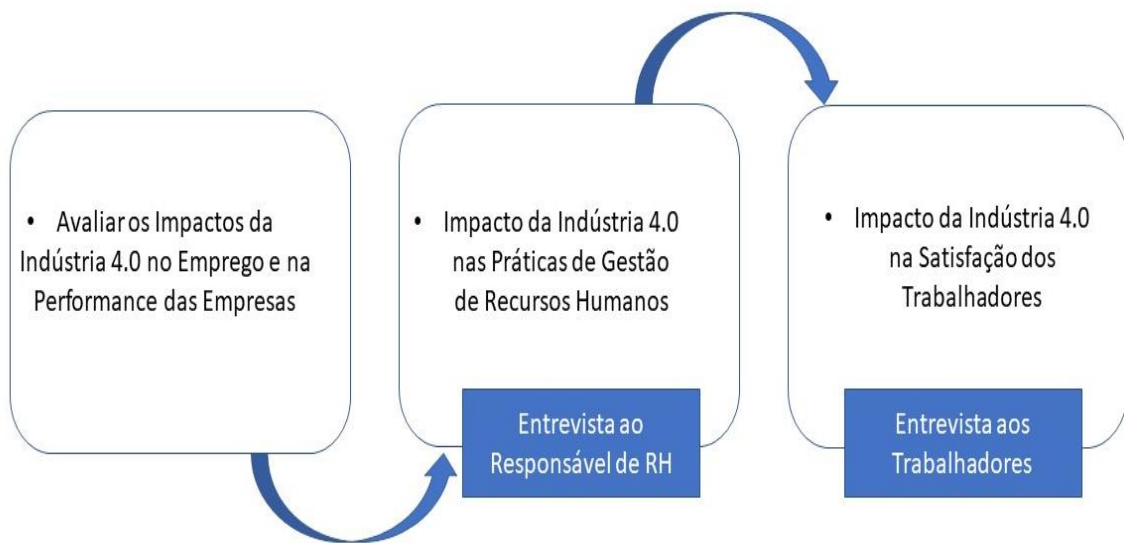 • Avaliar os Impactos da
Indústria 4.0 no Emprego e na
Performance das Empresas
• Impacto da Indústria 4.0
nas Práticas de Gestão
de Recursos Humanos
Entrevista ao
Responsável de RH
• Impacto da Indústria 4.0
na Satisfação dos
Trabalhadores
Entrevista aos
Trabalhadores